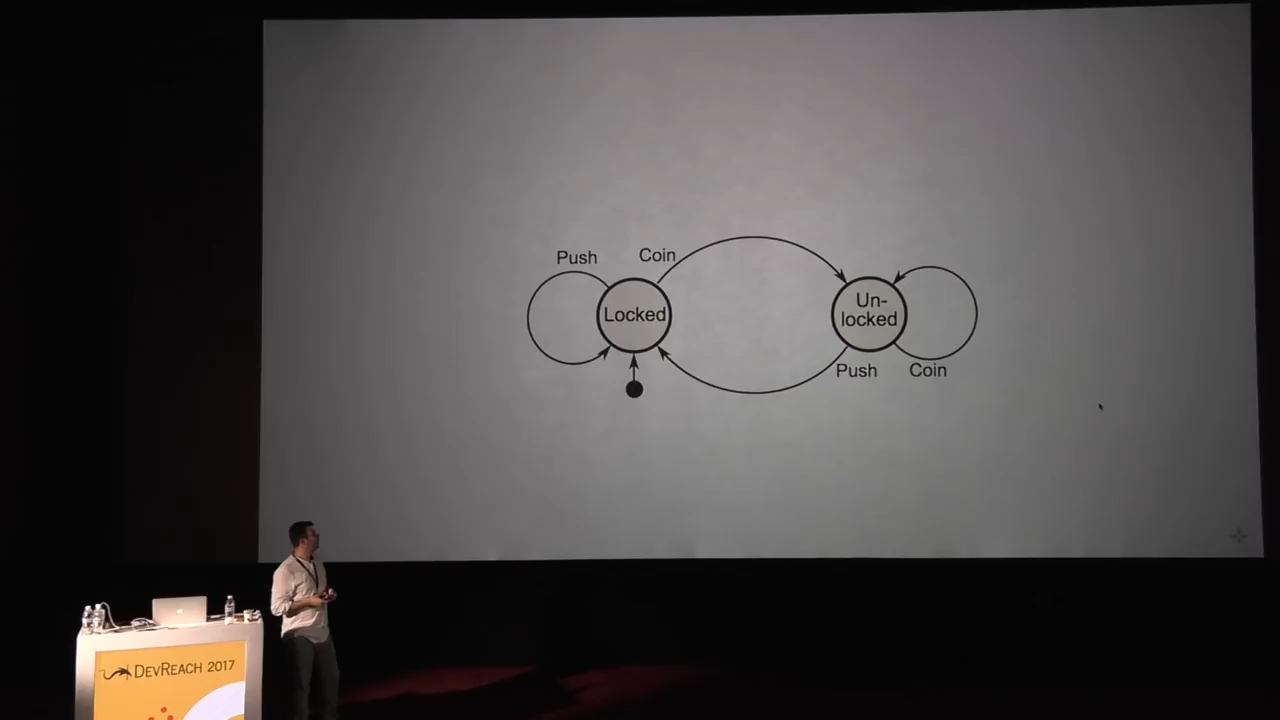 Push
Coin
Locked
Un-
locked
Push
Coin
DEVREACH 2017